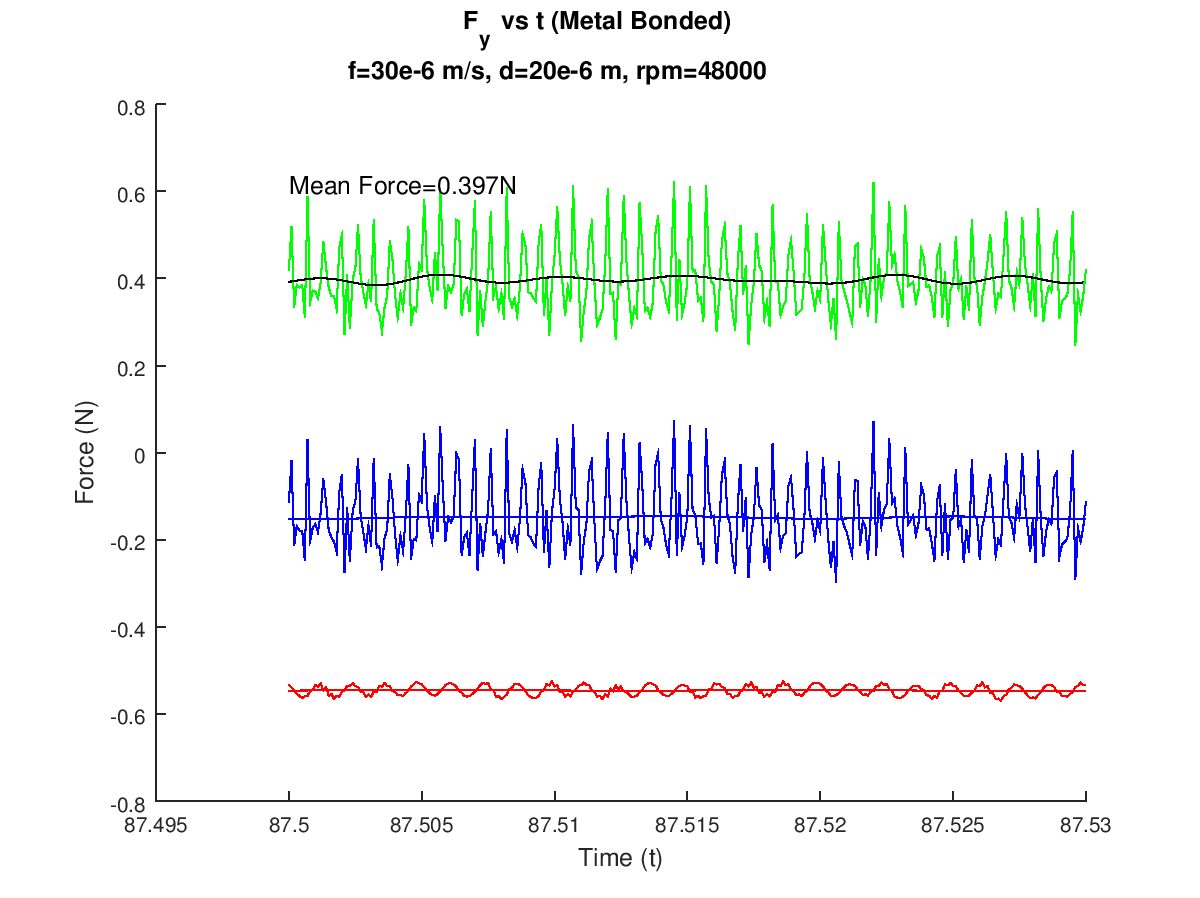 F_y vs t (Metal Bonded)
f=30e-6 m/s, d=20e-6 m, rpm=48000
0.8
0.6
0.4
0.2
0
-0.2
-0.4
-0.6
-0.8
Force (N)
Mean Force=0.397N
87.495 87.5 87.505 87.51 87.515 87.52 87.525 87.53
Time (t)